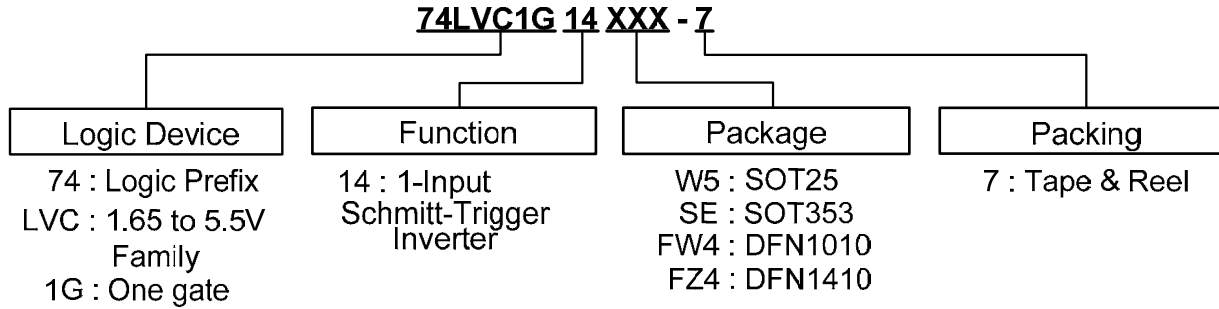 74LVC1G 14 XXX - 7
Logic Device
74 : Logic Prefix
LVC : 1.65 to 5.5V
Family
1G : One gate
Function
14 : 1-Input
Schmitt-Trigger
Inverter
Package
W5 : SOT25
SE : SOT353
FW4 : DFN1010
FZ4 : DFN1410
Packing
7 : Tape & Reel